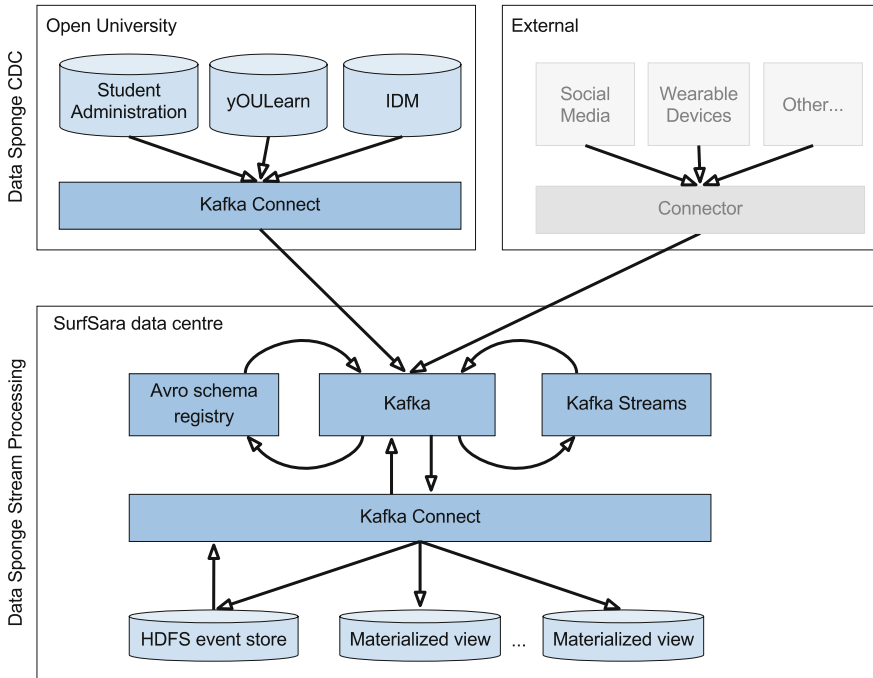 Data Sponge CDC
Open University
Student
Administration
yOULearn
IDM
Kafka Connect
External
Social
Media
Wearable
Devices
Other...
Connector
Data Sponge Stream Processing
SurfSara data centre
Avro schema
registry
Kafka
Kafka Streams
Kafka Connect
HDFS event store
Materialized view
...
Materialized view